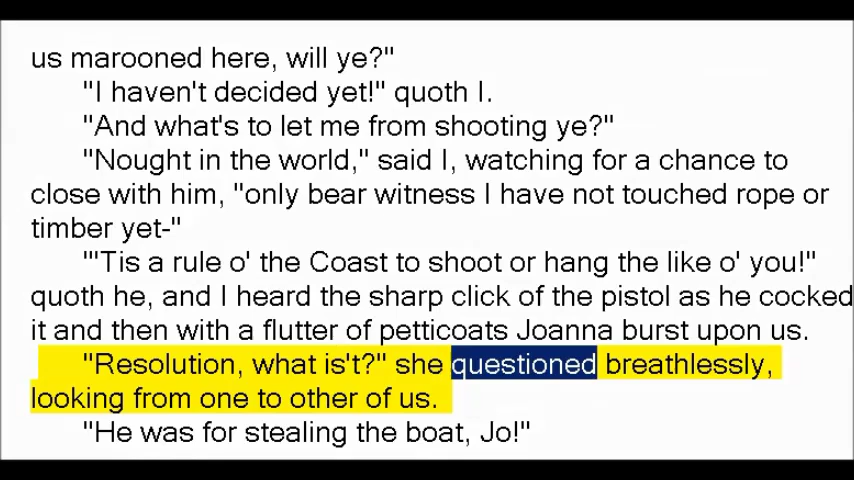 us marooned here, will ye?"
"I haven't decided yet!" quoth I.
"And what's to let me from shooting ye?"
"Nought in the world," said I, watching for a chance to
close with him, "only bear witness I have not touched rope or
timber yet-"
"'Tis a rule o' the Coast to shoot or hang the like o' you!"
quoth he, and I heard the sharp click of the pistol as he cocked
it and then with a flutter of petticoats Joanna burst upon us.
"Resolution, what is't?" she questioned breathlessly,
looking from one to other of us.
"He was for stealing the boat, Jo!"